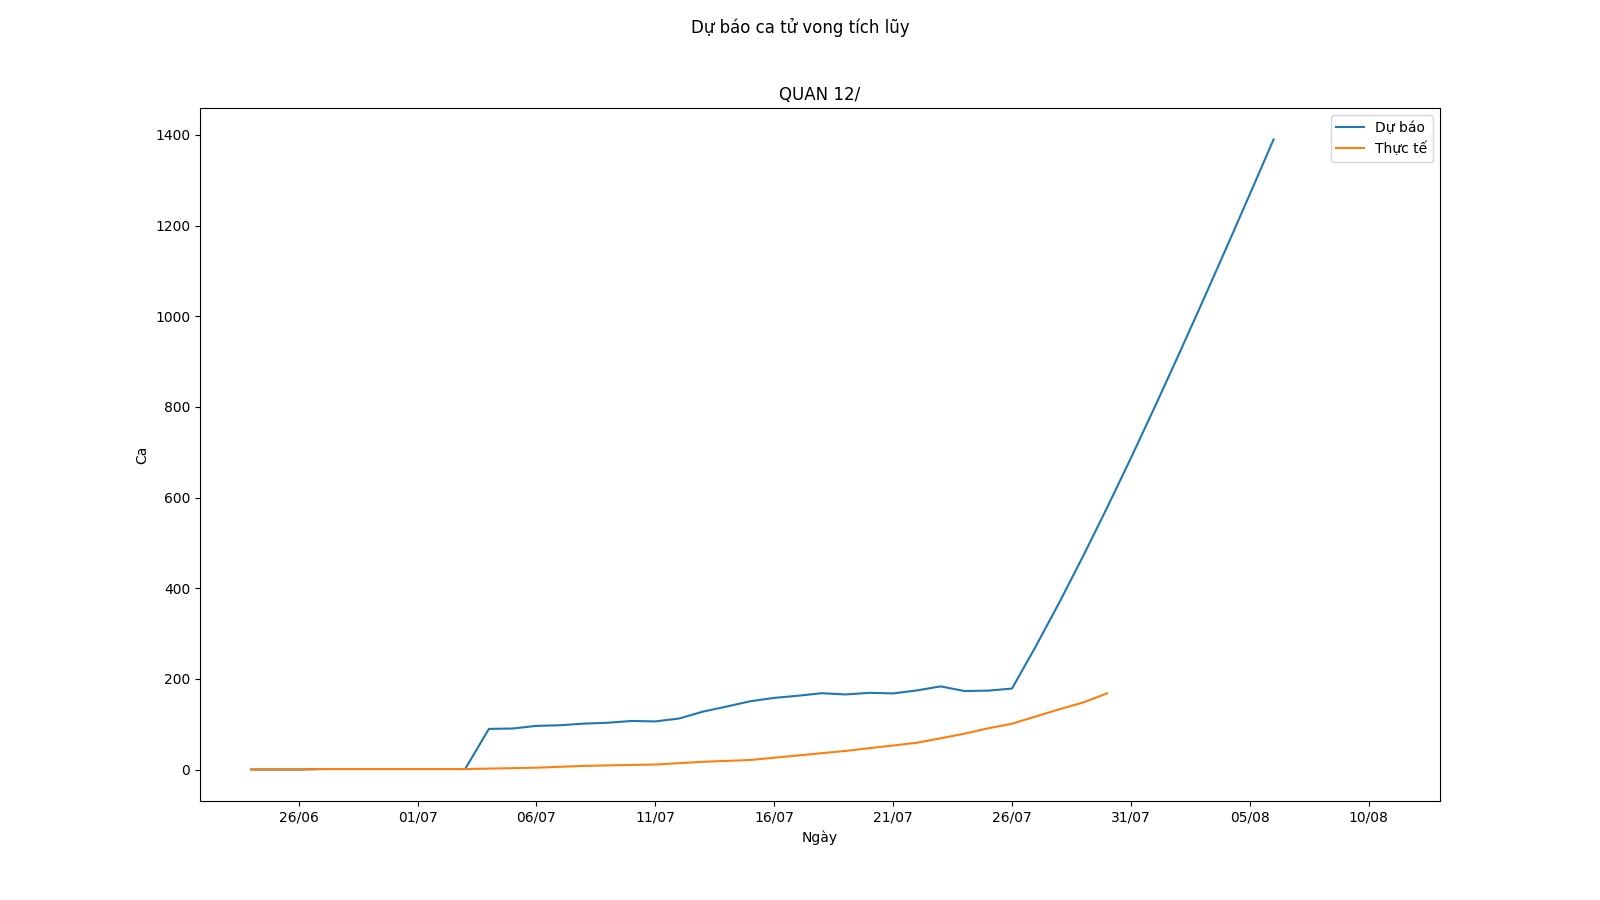 Dự báo ca tử vong tích lũy
QUAN 12/
Dự báo
Thực tế
1400
1200
1000
800
600
400
200
0
Ca
26/06 01/07 06/07 11/07 16/07 21/07 26/07 31/07 05/08 10/08
Ngày